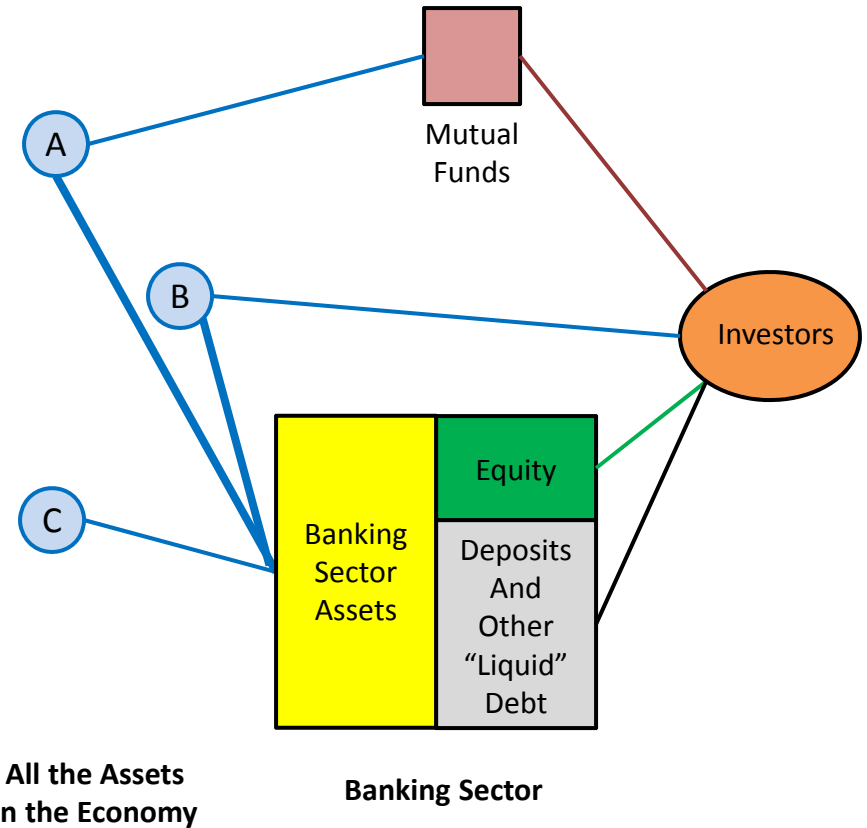 Mutual
Funds
A
B
Investors
C
Banking
Sector
Assets
Equity
Deposits
And
Other
“Liquid”
Debt
All the Assets
n the Economy
Banking Sector